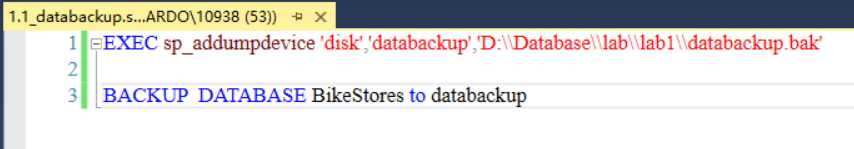 1.1_databackup.s...ARDO\10938 (53))
1 EXEC sp_addumpdevice 'disk','databackup','D:\\Database\\lab\\lab1\\databackup.bak'
2
3 BACKUP  DATABASE BikeStores to databackup